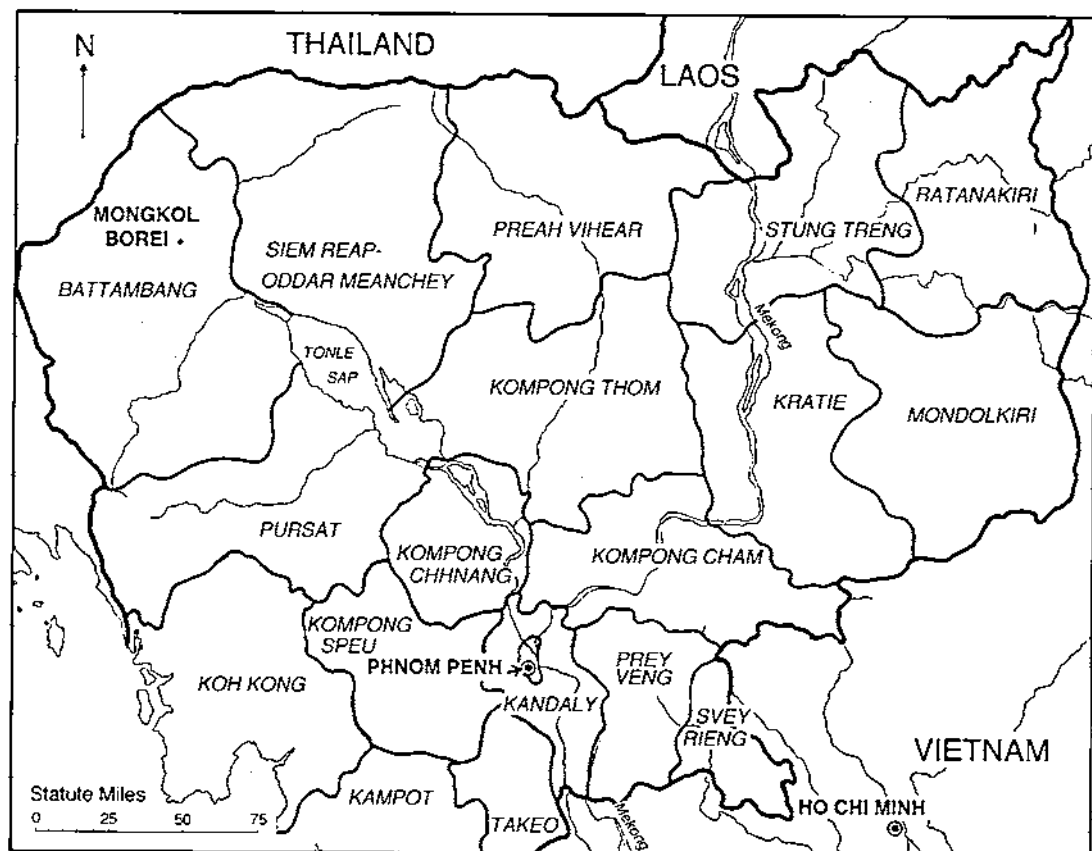 THAILAND
N
LAOS
MONGKOL
BOREI
BATTAMBANG
SIEM REAP-
ODDAR MEANCHEY
PREAH VIHEAR
STUNG TRENG
RATANAKIRI
TONLE
SAP
Mekong
KOMPONG THOM
KRATIE
MONDOLKIRI
PURSAT
KOMPONG
CHHNANG
KOMPONG CHAM
KOMPONG
SPEU
PHNOM PENH
KOH KONG
KANDALY
PREY
VENG
SVEY
RIENG
VIETNAM
Statute Miles
0 25 50 75
KAMPOT
TAKEO
Mekong
HO CHI MINH